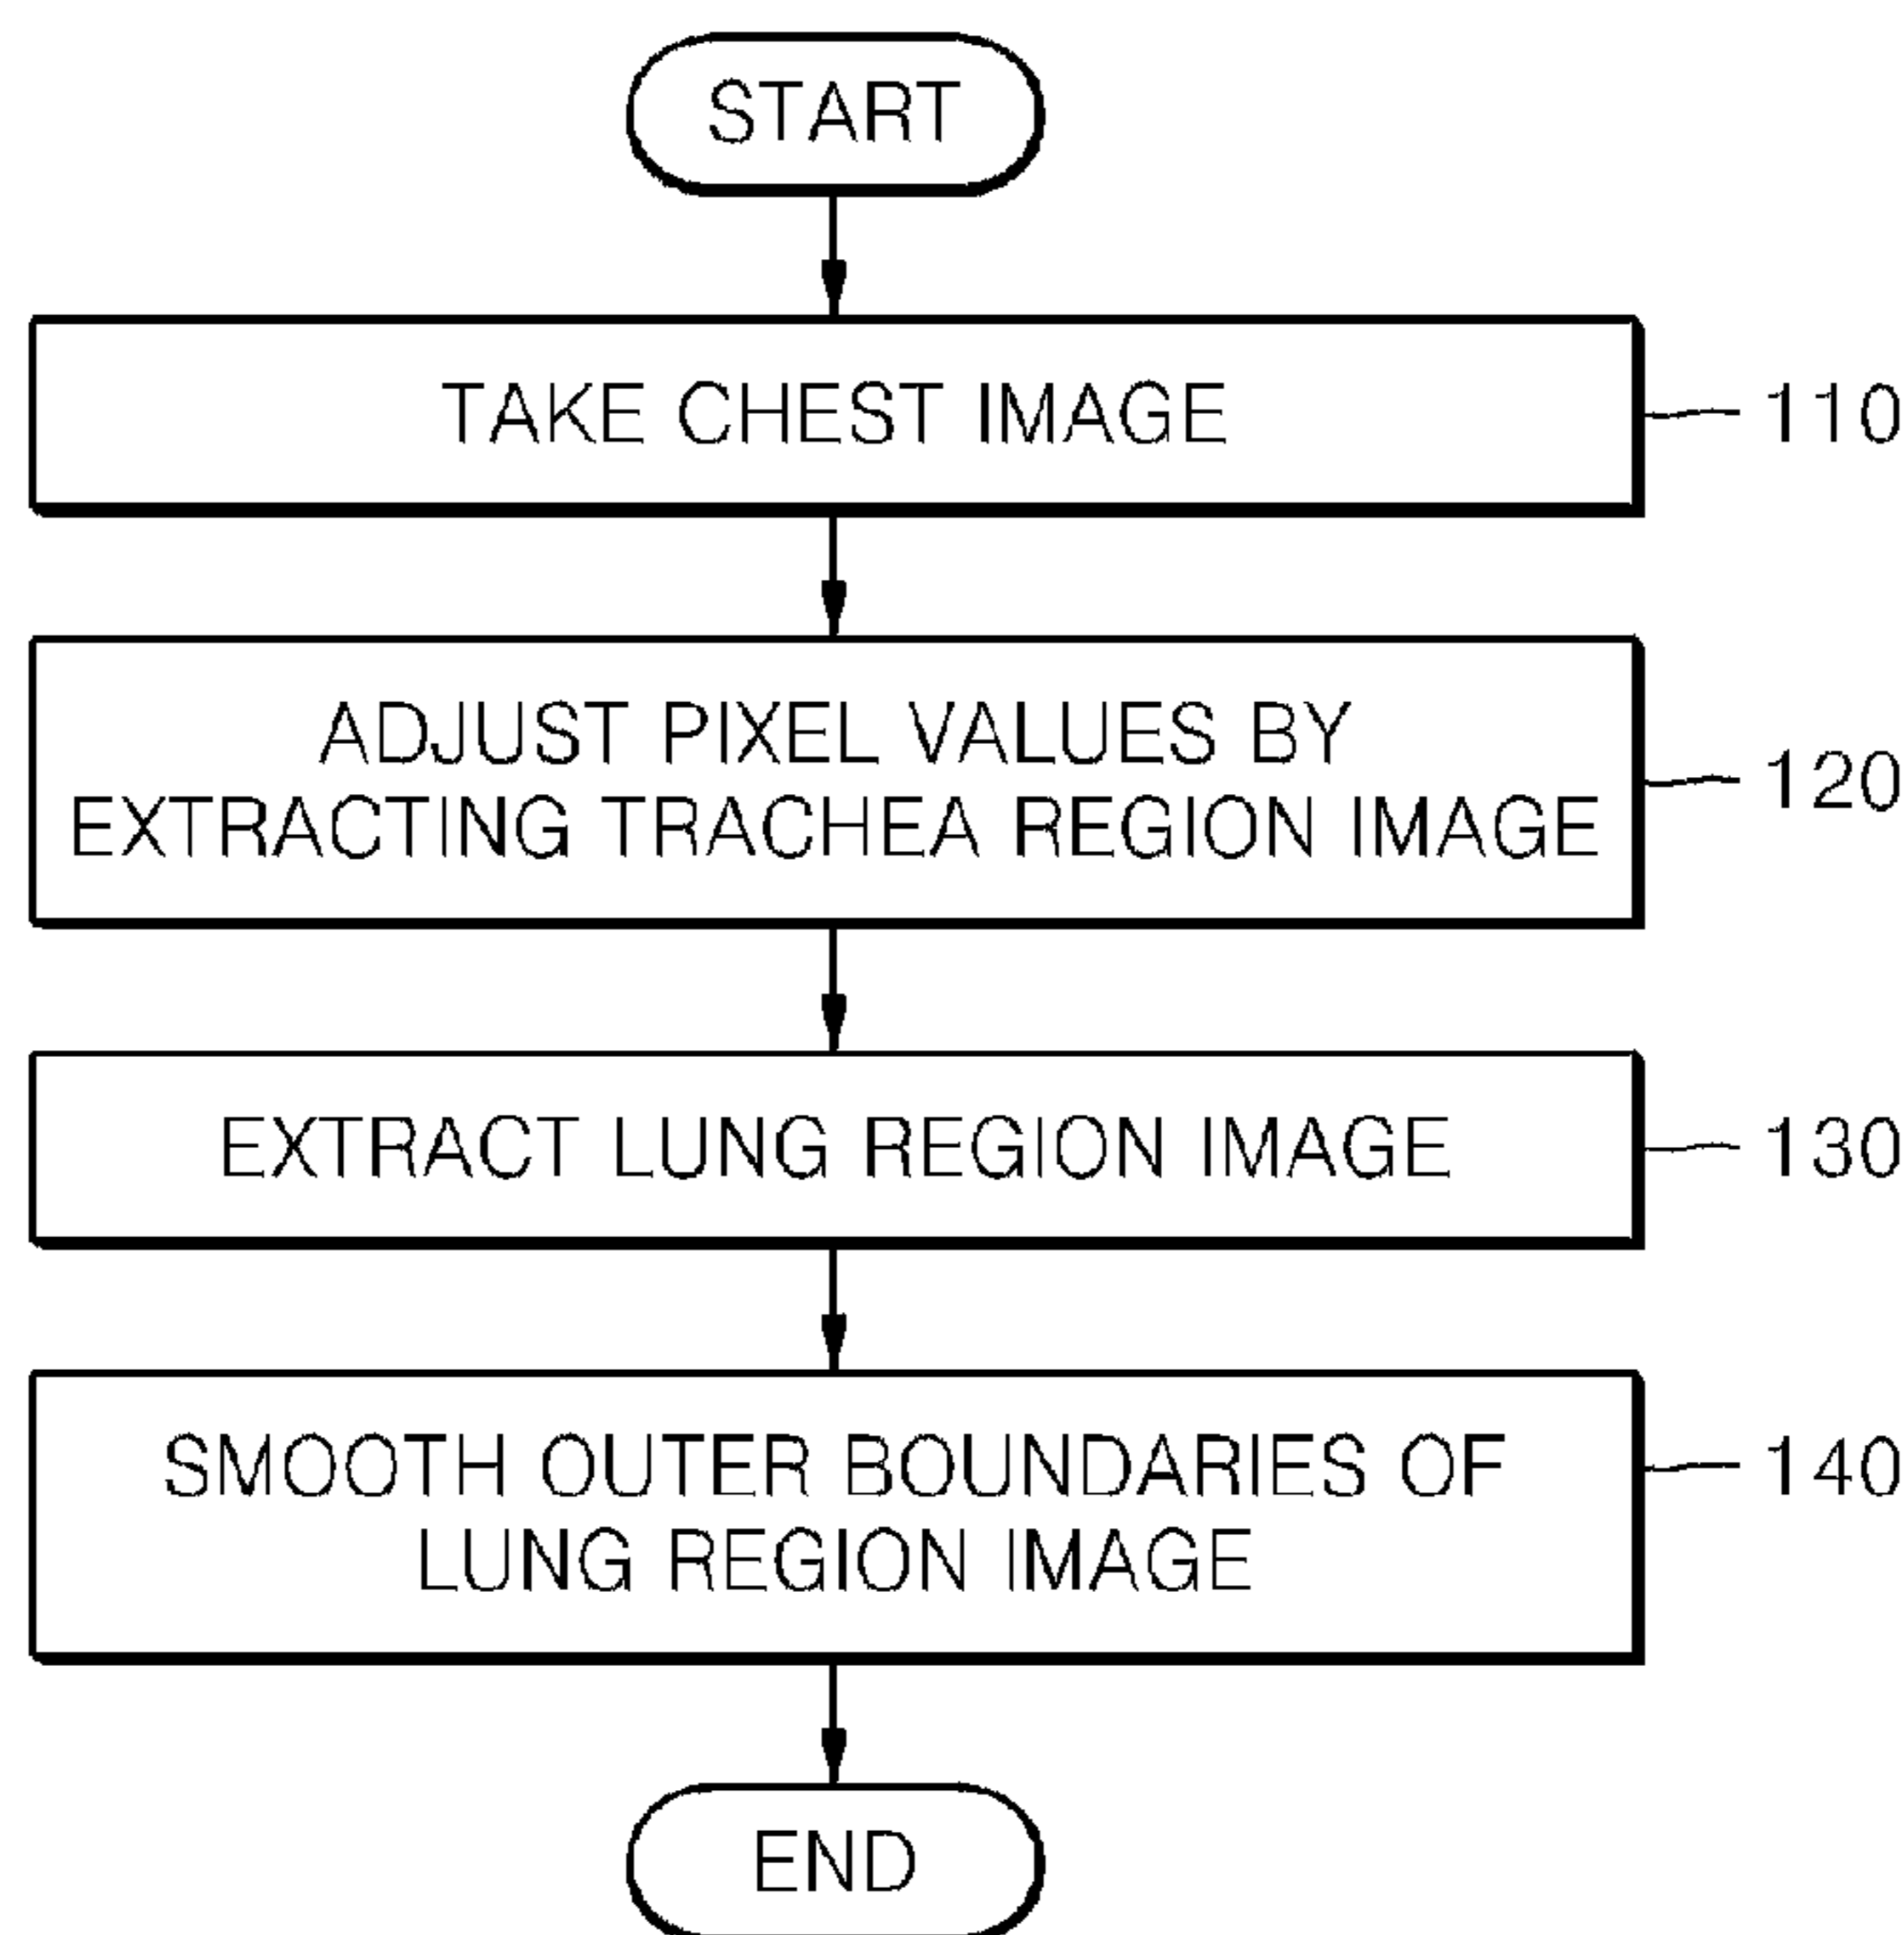 START
TAKE CHEST IMAGE
110
ADJUST PIXEL VALUES BY
EXTRACTING TRACHEA REGION IMAGE
120
EXTRACT LUNG REGION IMAGE
130
SMOOTH OUTER BOUNDARIES OF
LUNG REGION IMAGE
140
END